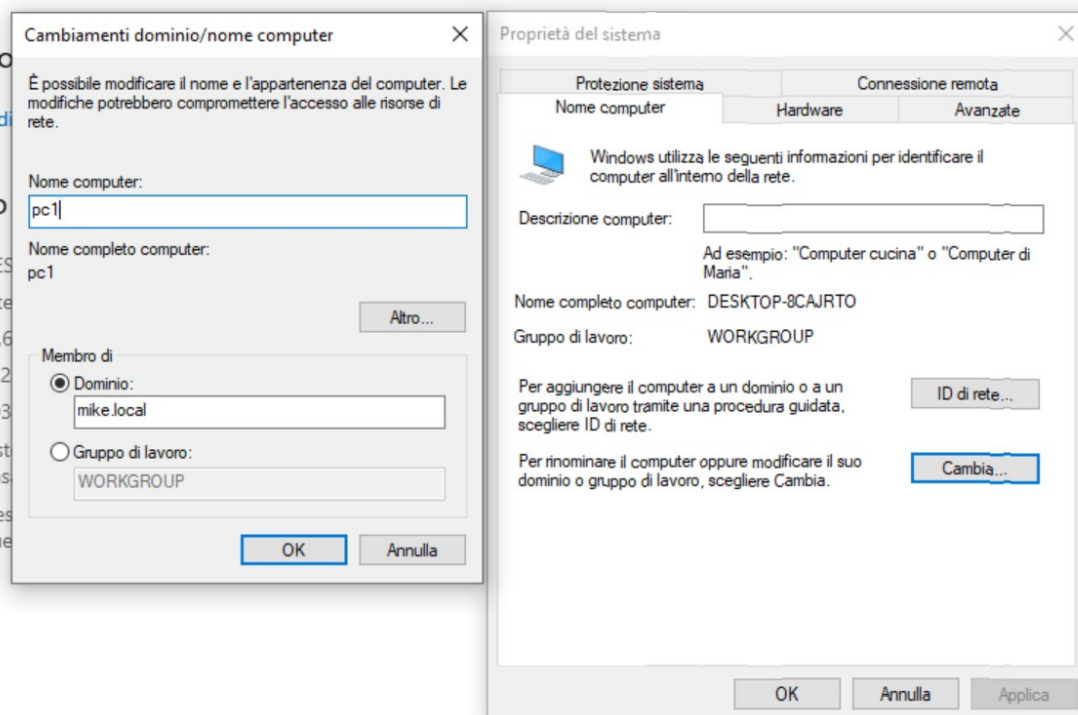 Cambiamenti dominio/nome computer
È possibile modificare il nome e l'appartenenza del computer. Le
modifiche potrebbero compromettere l'accesso alle risorse di
rete.
Nome computer:
pc1
Nome completo computer:
pc1
Altro...
Membro di
Dominio:
mike.local
Gruppo di lavoro:
WORKGROUP
OK
Annulla
Proprietà del sistema
Protezione sistema
Connessione remota
Nome computer
Hardware
Avanzate
Windows utilizza le seguenti informazioni per identificare il
computer all'interno della rete.
Descrizione computer:
Ad esempio: "Computer cucina" o "Computer di
Maria".
Nome completo computer: DESKTOP-8CAJRTO
Gruppo di lavoro: WORKGROUP
Per aggiungere il computer a un dominio o a un
gruppo di lavoro tramite una procedura guidata,
scegliere ID di rete.
ID di rete...
Per rinominare il computer oppure modificare il suo
dominio o gruppo di lavoro, scegliere Cambia.
Cambia...
OK
Annulla
Applica